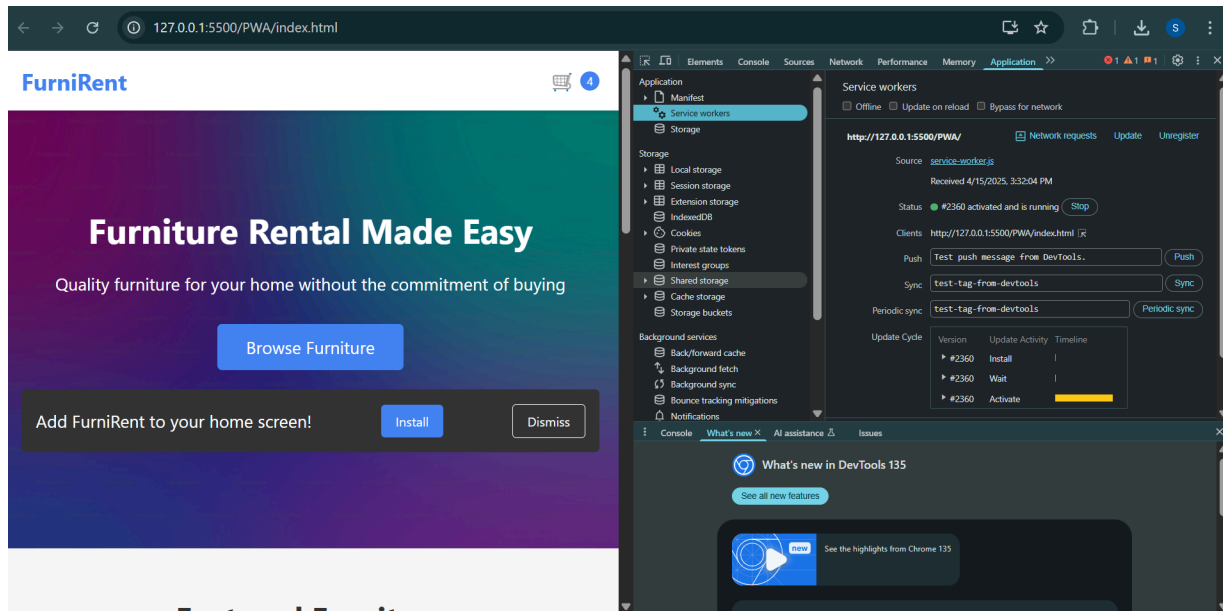 127.0.0.1:5500/PWA/index.html
S
FurniRent
4
Furniture Rental Made Easy
Quality furniture for your home without the commitment of buying
Browse Furniture
Add FurniRent to your home screen!
Install
Dismiss
Elements Console Sources Network Performance Memory Application
1 1 1
Application
Manifest
Service workers
Storage
Storage
Local storage
Session storage
Extension storage
IndexedDB
Cookies
Private state tokens
Interest groups
Shared storage
Cache storage
Storage buckets
Background services
Back/forward cache
Background fetch
Background sync
Bounce tracking mitigations
Notifications
Service workers
Offline Update on reload Bypass for network
http://127.0.0.1:5500/PWA/ Network requests Update Unregister
Source service-worker.js
Received 4/15/2025, 3:32:04 PM
Status #2360 activated and is running Stop
Clients http://127.0.0.1:5500/PWA/index.html
Push Test push message from DevTools. Push
Sync test-tag-from-devtools Sync
Periodic sync test-tag-from-devtools Periodic sync
Update Cycle Version Update Activity Timeline
#2360 Install
#2360 Wait
#2360 Activate
Console What's new AI assistance Issues
What's new in DevTools 135
See all new features
new
See the highlights from Chrome 135